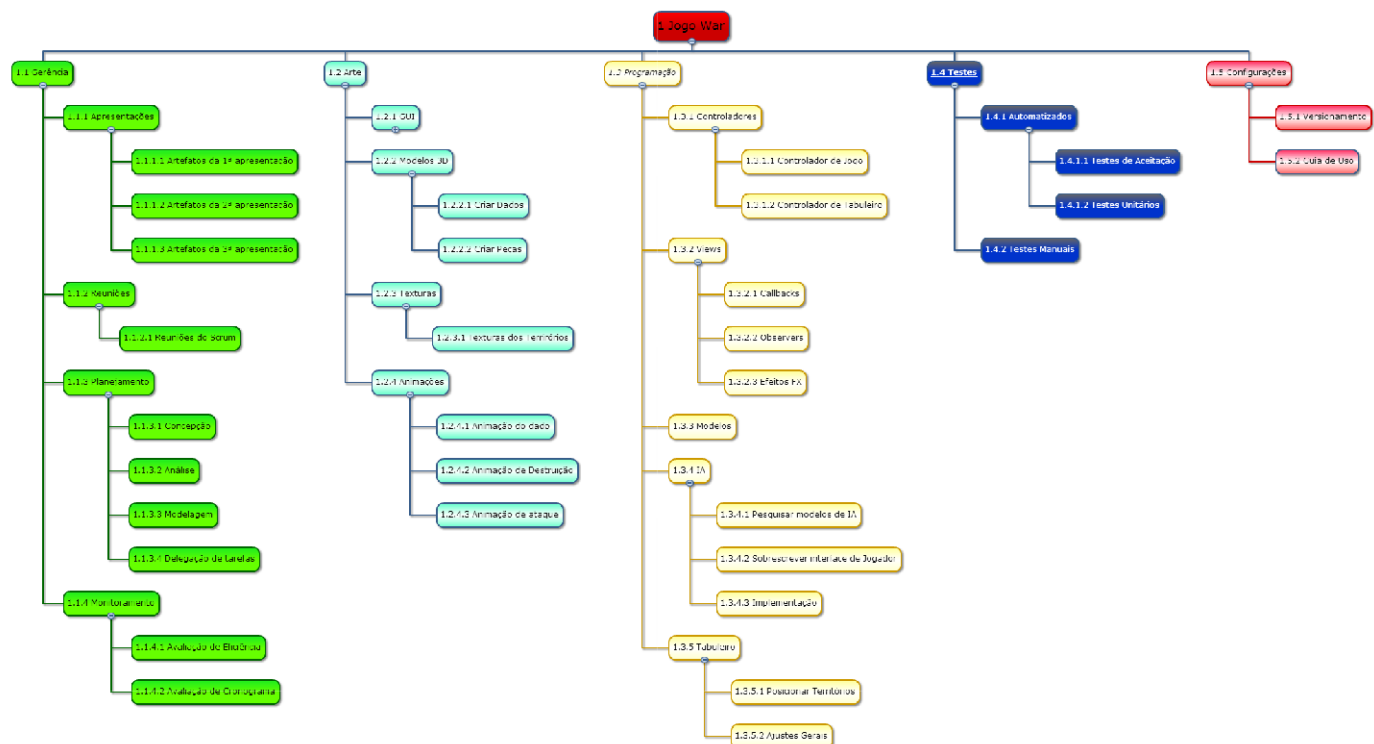 1 Jogo War
1.1 Gerência
1.1.1 Apresentações
1.1.1.1 Artefatos da 1ª apresentação
1.1.1.2 Artefatos da 2ª apresentação
1.1.1.3 Artefatos da 3ª apresentação
1.1.2 Reuniões
1.1.2.1 Reuniões do Scrum
1.1.3 Planejamento
1.1.3.1 Concepção
1.1.3.2 Análise
1.1.3.3 Modelagem
1.1.3.4 Delegação de tarefas
1.1.4 Monitoramento
1.1.4.1 Avaliação de Eficiência
1.1.4.2 Avaliação de Cronograma
1.2 Arte
1.2.1 GUI
1.2.2 Modelos 3D
1.2.2.1 Criar Dados
1.2.2.2 Criar Peças
1.2.3 Texturas
1.2.3.1 Texturas dos Terrirórios
1.2.4 Animações
1.2.4.1 Animação do dado
1.2.4.2 Animação de Destruição
1.2.4.3 Animação de ataque
1.3 Programação
1.3.1 Controladores
1.3.1.1 Controlador de Jogo
1.3.1.2 Controlador de Tabuleiro
1.3.2 Views
1.3.2.1 Callbacks
1.3.2.2 Observers
1.3.2.3 Efeitos FX
1.3.3 Modelos
1.3.4 IA
1.3.4.1 Pesquisar modelos de IA
1.3.4.2 Sobrescrever interface de Jogador
1.3.4.3 Implementação
1.3.5 Tabuleiro
1.3.5.1 Posicionar Territórios
1.3.5.2 Ajustes Gerais
1.4 Testes
1.4.1 Automatizados
1.4.1.1 Testes de Aceitação
1.4.1.2 Testes Unitários
1.4.2 Testes Manuais
1.5 Configurações
1.5.1 Versionamento
1.5.2 Guia de Uso